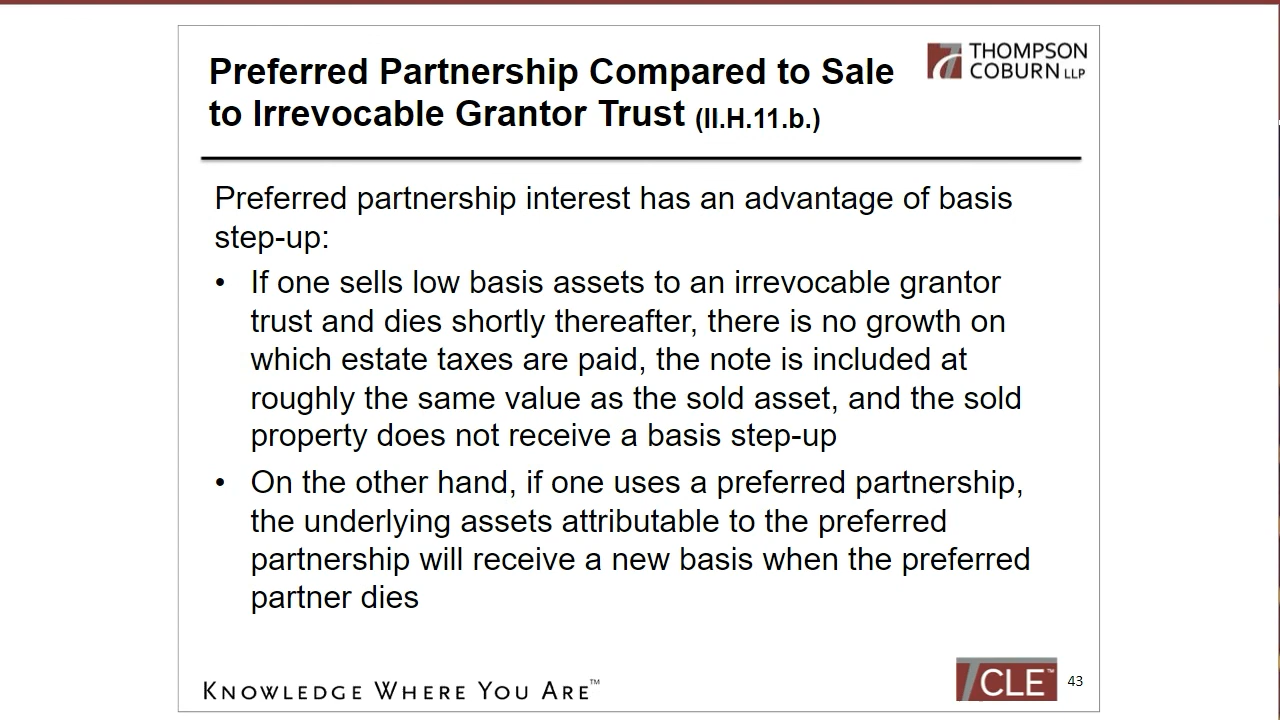 Preferred Partnership Compared to Sale
to Irrevocable Grantor Trust (II.H.11.b.)
THOMPSON
COBURN LLP
Preferred partnership interest has an advantage of basis
step-up:
• If one sells low basis assets to an irrevocable grantor
trust and dies shortly thereafter, there is no growth on
which estate taxes are paid, the note is included at
roughly the same value as the sold asset, and the sold
property does not receive a basis step-up
• On the other hand, if one uses a preferred partnership,
the underlying assets attributable to the preferred
partnership will receive a new basis when the preferred
partner dies
KNOWLEDGE WHERE YOU ARE™
CLE™
43